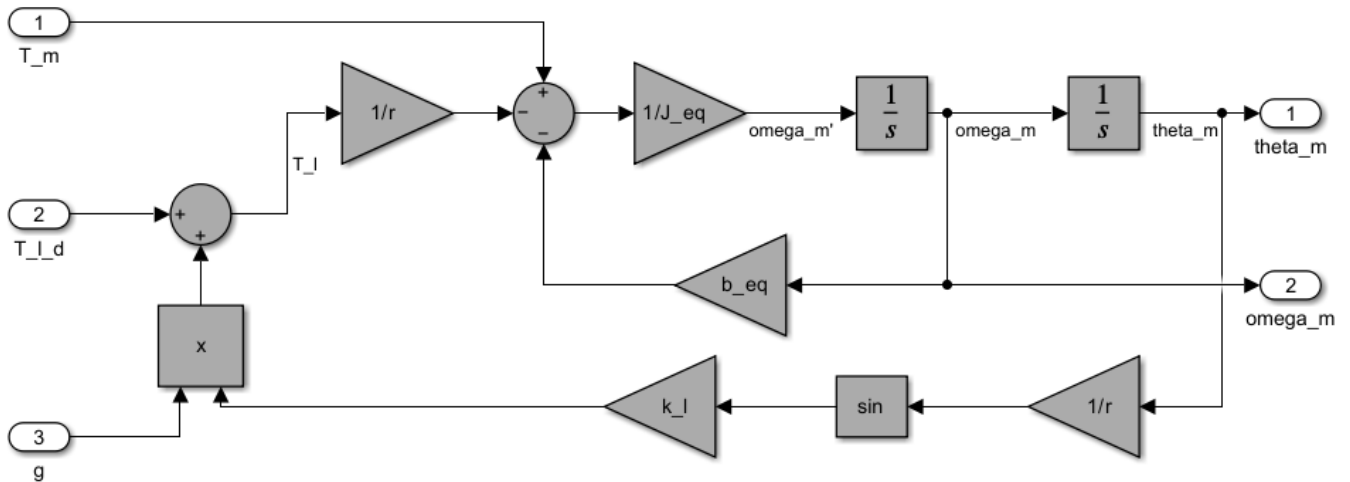 1
T_m
1/r
+
−
−
1/J_eq
omega_m'
1
s
omega_m
1
s
theta_m
1
theta_m
T_l
2
T_l_d
+
+
b_eq
2
omega_m
x
k_l
sin
1/r
3
g